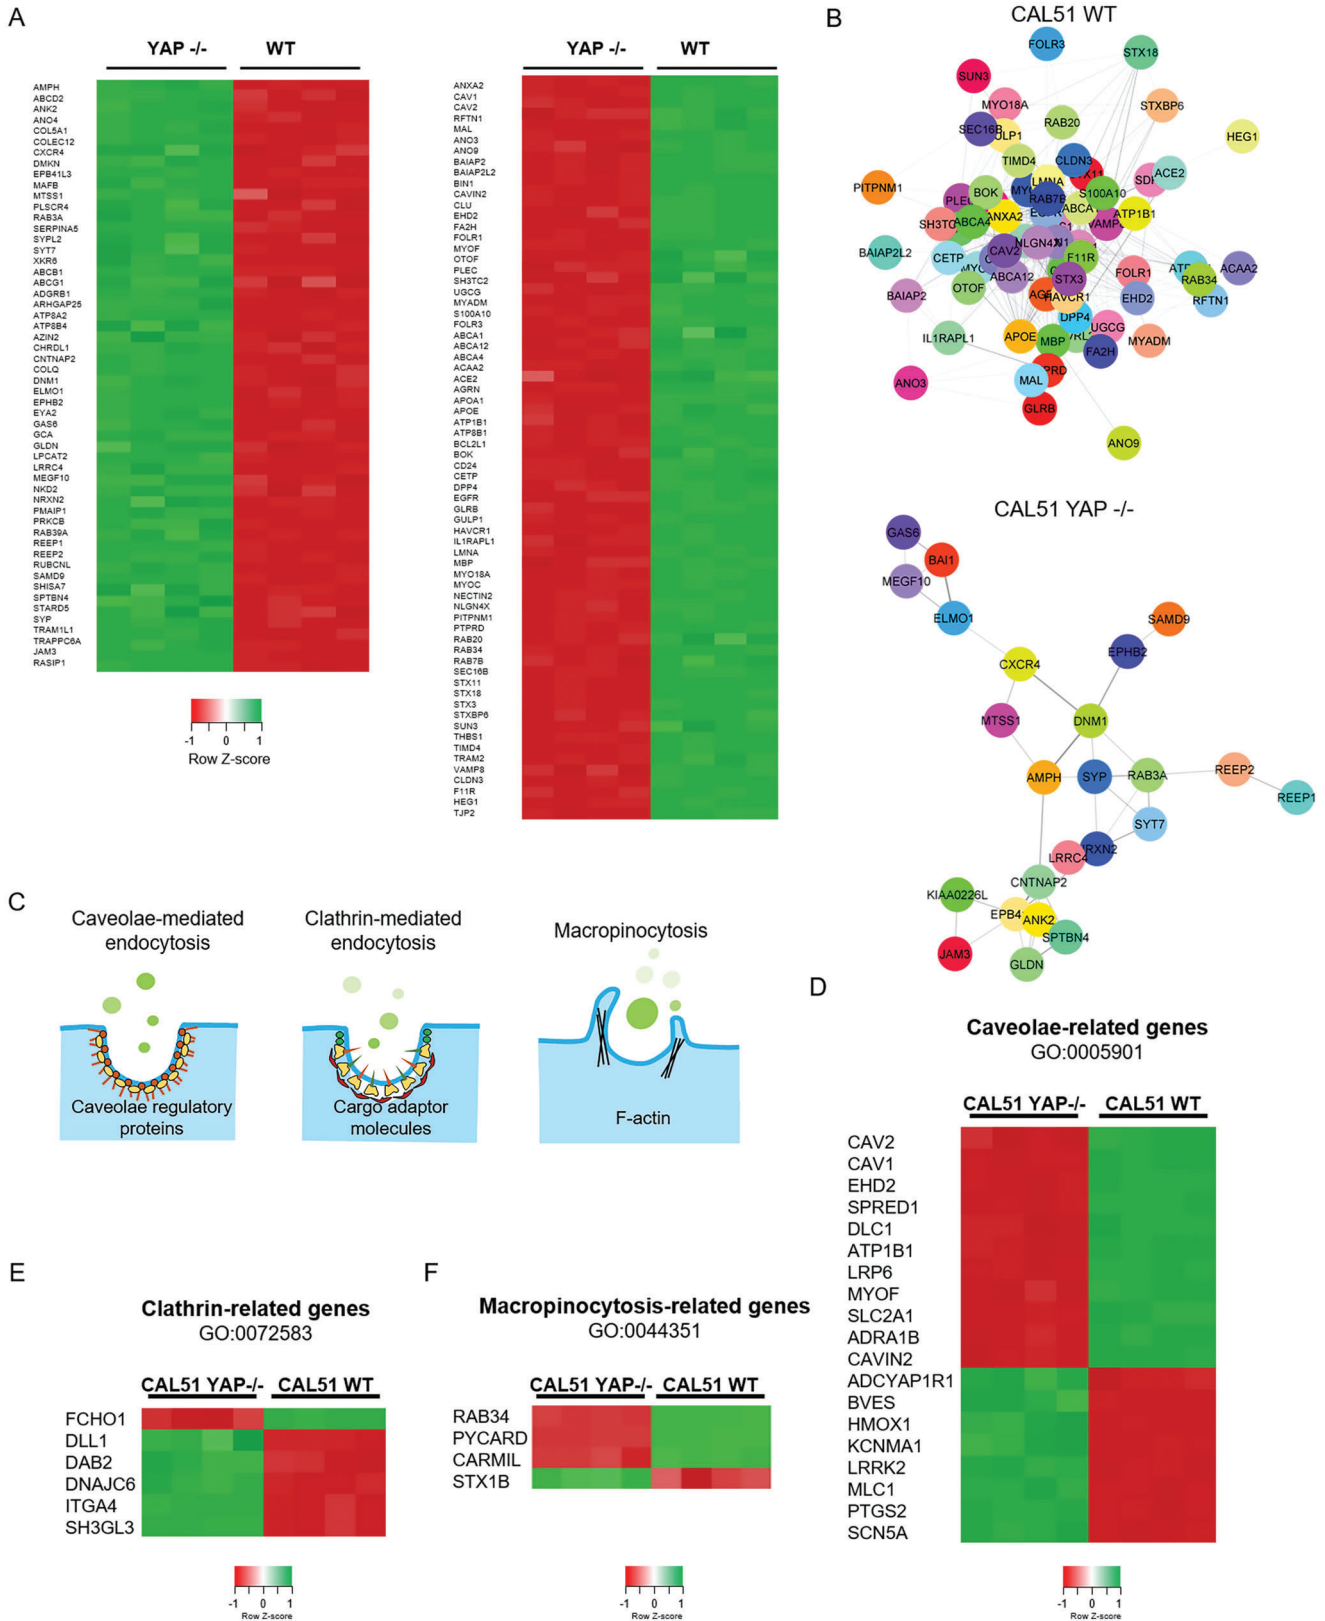 A
YAP -/-
WT
AMPH
ABCD2
ANK2
ANO4
COL5A1
COLEC12
CXCR4
DMKN
EPB41L3
MAFB
MTSS1
PLSCR4
RAB3A
SERPINA5
SYPL2
SYT7
XKR6
ABCB1
ABCG1
ADGRB1
ARHGAP25
ATP8A2
ATP8B4
AZIN2
CHRDL1
CNTNAP2
COLQ
DNM1
ELMO1
EPHB2
EYA2
GAS6
GCA
GLDN
LPCAT2
LRRC4
MEGF10
NKD2
NRXN2
PMAIP1
PRKCB
RAB39A
REEP1
REEP2
RUBCNL
SAMD9
SHISA7
SPTBN4
STARD5
SYP
TRAM1L1
TRAPPC6A
JAM3
RASIP1
-1
0
1
Row Z-score
YAP -/-
WT
ANXA2
CAV1
CAV2
RFTN1
MAL
ANO3
ANO9
BAIAP2
BAIAP2L2
BIN1
CAVIN2
CLU
EHD2
FA2H
FOLR1
MYOF
OTOF
PLEC
SH3TC2
UGCG
MYADM
S100A10
FOLR3
ABCA1
ABCA12
ABCA4
ACAA2
ACE2
AGRN
APOA1
APOE
ATP1B1
ATP8B1
BCL2L1
BOK
CD24
CETP
DPP4
EGFR
GLRB
GULP1
HAVCR1
IL1RAPL1
LMNA
MBP
MYO18A
MYOC
NECTIN2
NLGN4X
PITPNM1
PTPRD
RAB20
RAB34
RAB7B
SEC16B
STX11
STX18
STX3
STXBP6
SUN3
THBS1
TIMD4
TRAM2
VAMP8
CLDN3
F11R
HEG1
TJP2
B
CAL51 WT
FOLR3
STX18
SUN3
MYO18A
STXBP6
RAB20
SEC16B
ULP1
HEG1
TIMD4
CLDN3
ACE2
PITPNM1
BOK
LMNA
RAB7B
S100A10
ANXA2
ABCA4
ATP1B1
BAIAP2L2
CETP
CAV2
NLGN4X
F11R
ABCA12
STX3
FOLR1
RAB34
ACAA2
BAIAP2
OTOF
HAVCR1
EHD2
RFTN1
DPP4
UGCG
IL1RAPL1
APOE
MBP
FA2H
MYADM
ANO3
MAL
GLRB
ANO9
CAL51 YAP -/-
GAS6
BAI1
MEGF10
ELMO1
SAMD9
EPHB2
CXCR4
MTSS1
DNM1
AMPH
SYP
RAB3A
REEP2
REEP1
SYT7
LRRC4
RXN2
CNTNAP2
KIAA0226L
EPB4
ANK2
SPTBN4
JAM3
GLDN
C
Caveolae-mediated
endocytosis
Caveolae regulatory
proteins
Clathrin-mediated
endocytosis
Cargo adaptor
molecules
Macropinocytosis
F-actin
D
Caveolae-related genes
GO:0005901
CAL51 YAP-/-
CAL51 WT
CAV2
CAV1
EHD2
SPRED1
DLC1
ATP1B1
LRP6
MYOF
SLC2A1
ADRA1B
CAVIN2
ADCYAP1R1
BVES
HMOX1
KCNMA1
LRRK2
MLC1
PTGS2
SCN5A
-1
0
1
Row Z-score
E
Clathrin-related genes
GO:0072583
CAL51 YAP-/-
CAL51 WT
FCHO1
DLL1
DAB2
DNAJC6
ITGA4
SH3GL3
-1
0
1
Row Z-score
F
Macropinocytosis-related genes
GO:0044351
CAL51 YAP-/-
CAL51 WT
RAB34
PYCARD
CARMIL
STX1B
-1
0
1
Row Z-score